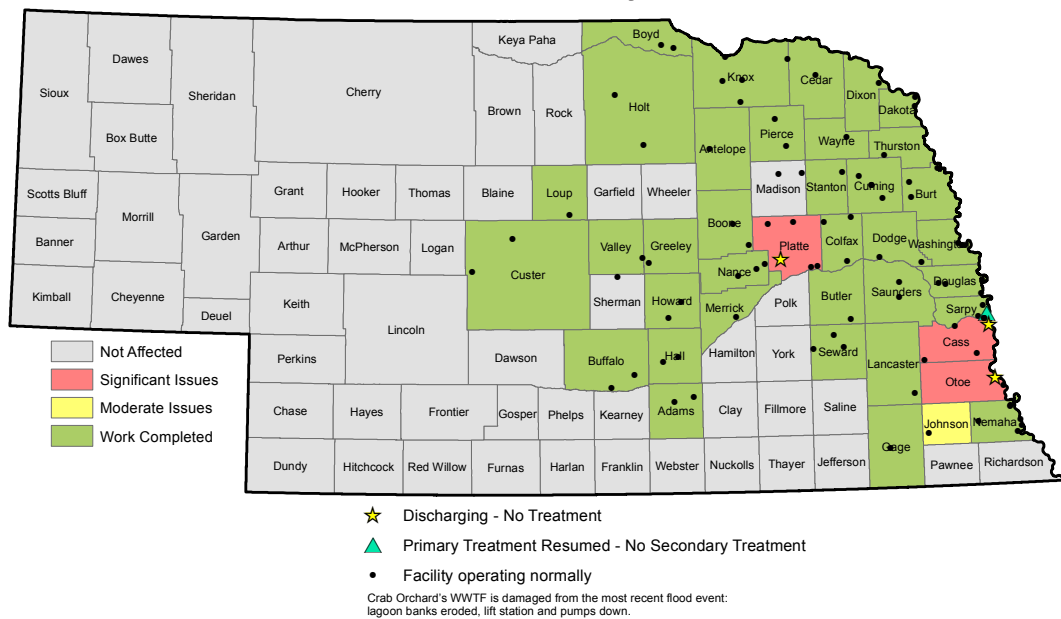 Boyd
Keya Paha
Dawes
Sioux
Sheridan
Cherry
Brown
Rock
Holt
Knox
Cedar
Dixon
Dakota
Box Butte
Antelope
Pierce
Wayne
Thurston
Scotts Bluff
Morrill
Grant
Hooker
Thomas
Blaine
Loup
Garfield
Wheeler
Madison
Stanton
Cuming
Burt
Garden
Banner
Arthur
McPherson
Logan
Custer
Valley
Greeley
Boone
Platte
Colfax
Dodge
Washington
Nance
Kimball
Cheyenne
Deuel
Keith
Lincoln
Sherman
Howard
Merrick
Polk
Butler
Saunders
Douglas
Sarpy
Cass
Perkins
Dawson
Buffalo
Hall
Hamilton
York
Seward
Lancaster
Otoe
Chase
Hayes
Frontier
Gosper
Phelps
Kearney
Adams
Clay
Fillmore
Saline
Johnson
Nemaha
Gage
Dundy
Hitchcock
Red Willow
Furnas
Harlan
Franklin
Webster
Nuckolls
Thayer
Jefferson
Pawnee
Richardson
Not Affected
Significant Issues
Moderate Issues
Work Completed
Discharging - No Treatment
Primary Treatment Resumed - No Secondary Treatment
Facility operating normally
Crab Orchard's WWTF is damaged from the most recent flood event:
lagoon banks eroded, lift station and pumps down.